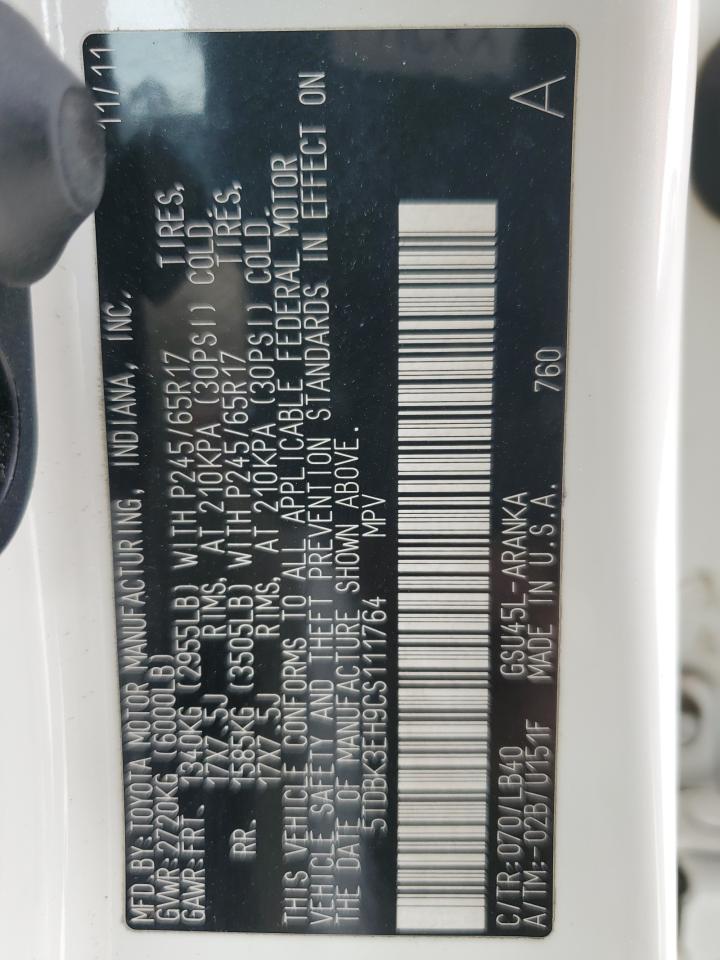 MFD.BY:TOYOTA MOTOR MANUFACTURING, INDIANA, INC. 11/11
GVWR:2720KG (6000LB)
GAWR:FRT. 1340KG (2955LB) WITH P245/65R17 TIRES,
17X7.5J RIMS, AT 210KPA (30PSI) COLD.
RR. 1585KG (3505LB) WITH P245/65R17 TIRES,
17X7.5J RIMS, AT 210KPA (30PSI) COLD.
THIS VEHICLE CONFORMS TO ALL APPLICABLE FEDERAL MOTOR
VEHICLE SAFETY AND THEFT PREVENTION STANDARDS IN EFFECT ON
THE DATE OF MANUFACTURE SHOWN ABOVE.
5TDBK3EH9CS111764 MPV
C/TR:070/LB40 GSU45L-ARANKA
A/TM:-02B/U151F MADE IN U.S.A. 760 A